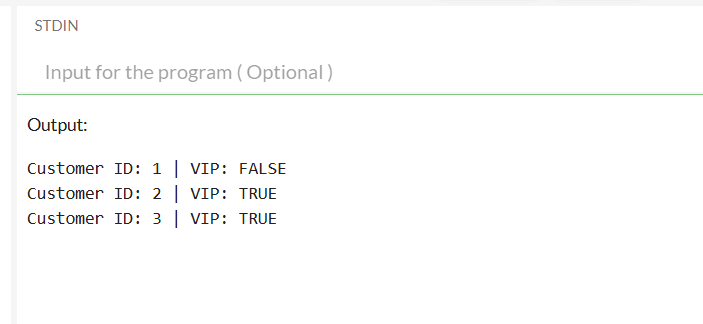 STDIN
Input for the program ( Optional )
Output:
Customer ID: 1 | VIP: FALSE
Customer ID: 2 | VIP: TRUE
Customer ID: 3 | VIP: TRUE